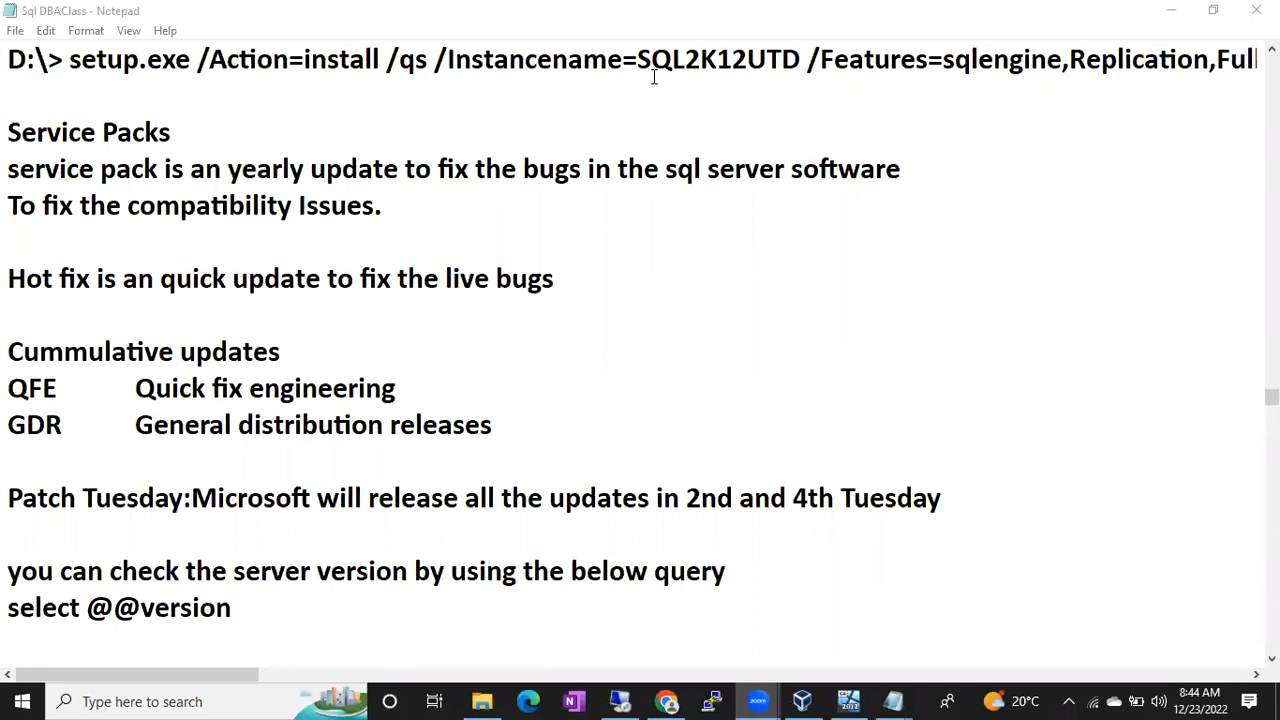 Sql DBAClass - Notepad
File Edit Format View Help
D:\> setup.exe /Action=install /qs /Instancename=SQL2K12UTD /Features=sqlengine,Replication,Full
Service Packs
service pack is an yearly update to fix the bugs in the sql server software
To fix the compatibility Issues.
Hot fix is an quick update to fix the live bugs
Cummulative updates
QFE Quick fix engineering
GDR General distribution releases
Patch Tuesday:Microsoft will release all the updates in 2nd and 4th Tuesday
you can check the server version by using the below query
select @@version
Type here to search
zoom
2012
20°C
8:44 AM
12/23/2022